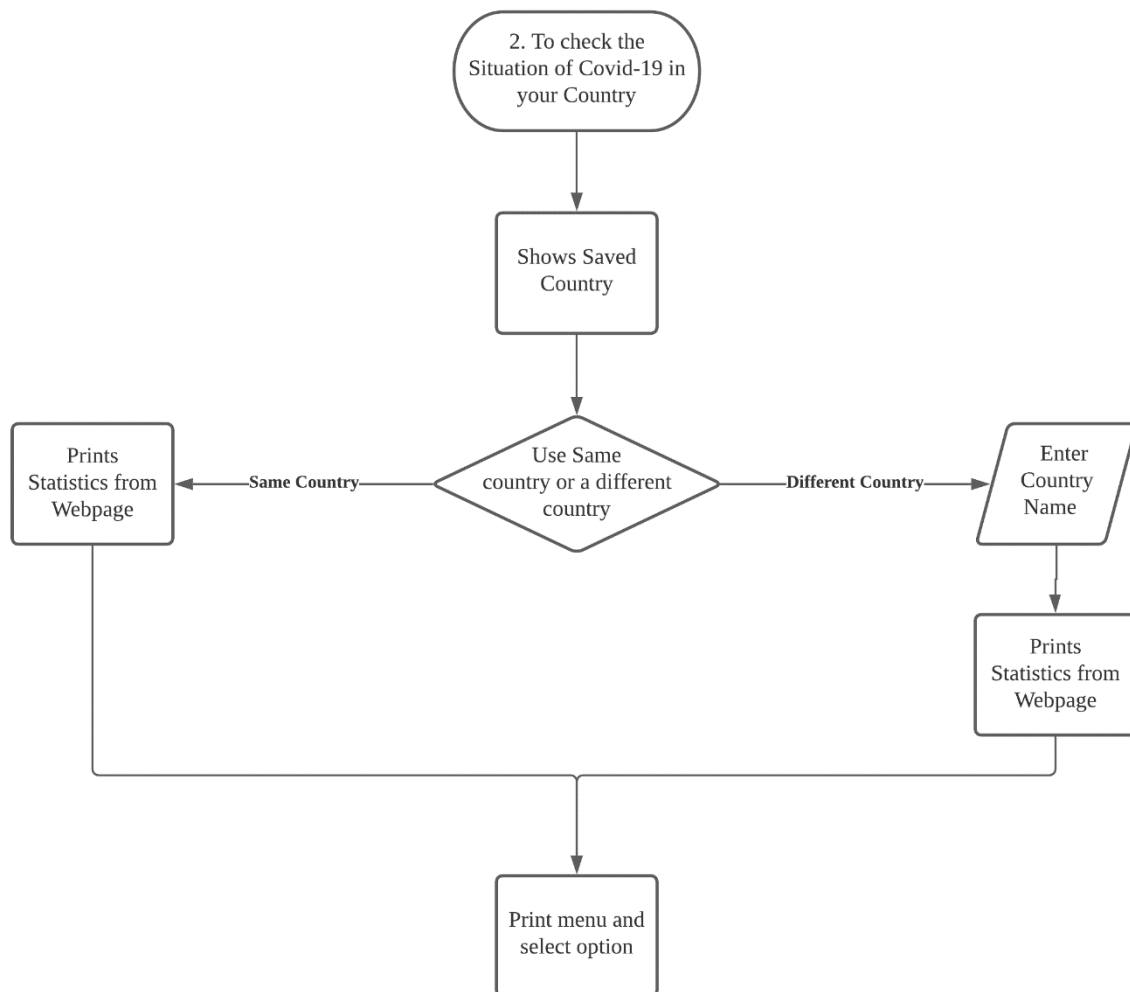 2. To check the
Situation of Covid-19 in
your Country
Shows Saved
Country
Use Same
country or a different
country
Same Country
Different Country
Prints
Statistics from
Webpage
Enter
Country
Name
Prints
Statistics from
Webpage
Print menu and
select option